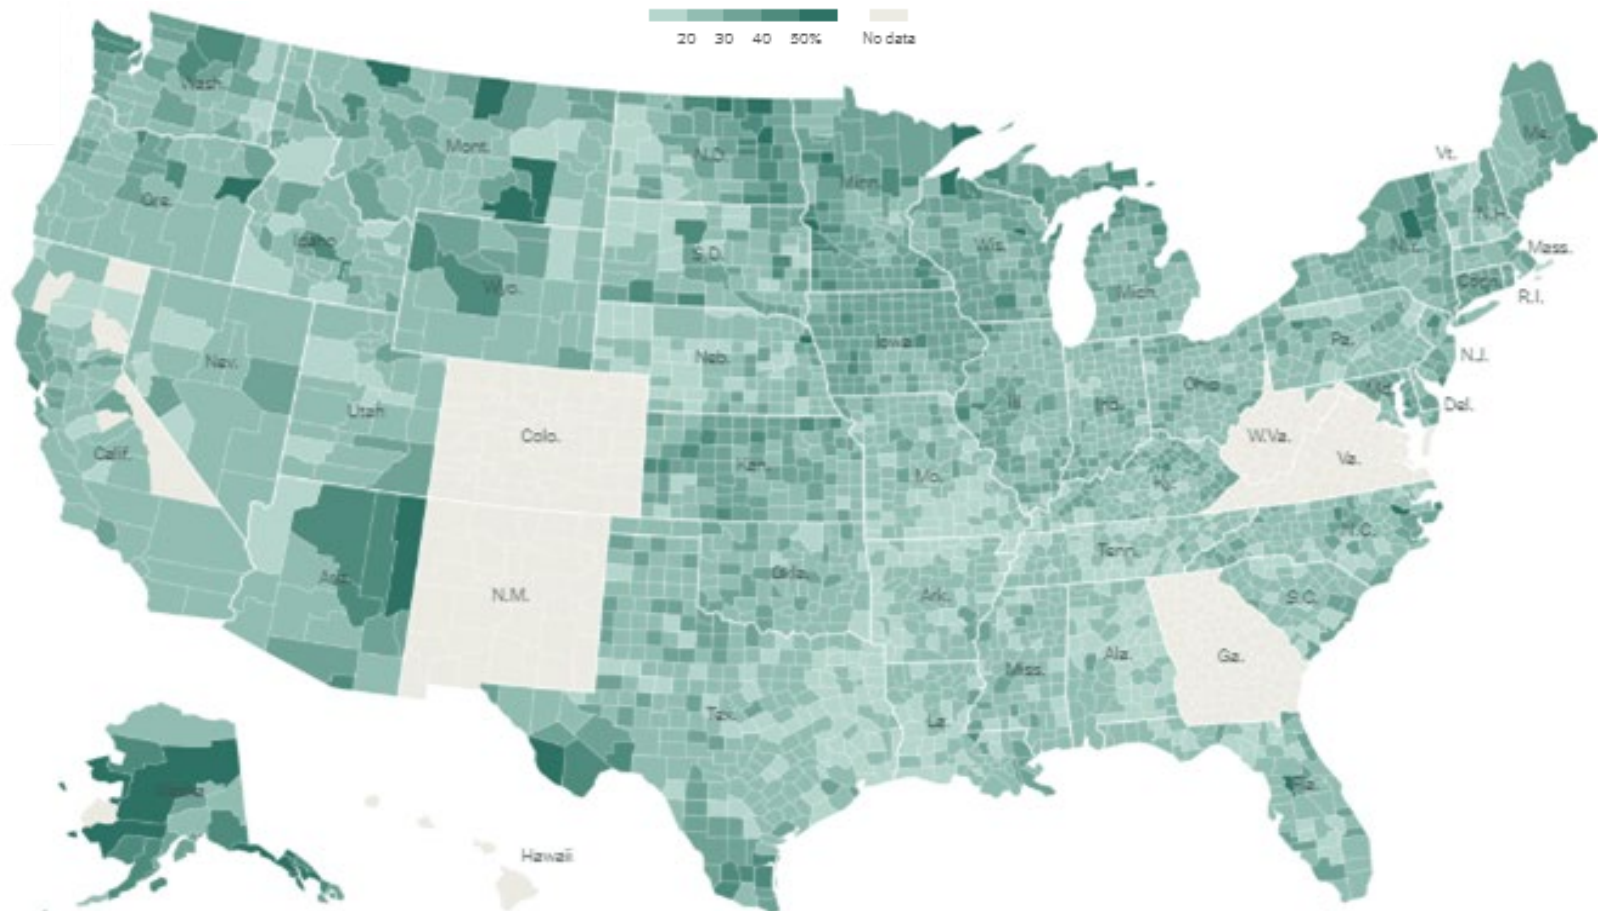 20 30 40 50% No data
Wash.
Mont.
N.D.
Minn.
Vt.
Me.
Ore.
Idaho
Wyo.
S.D.
Wis.
Mich.
N.Y.
N.H.
Mass.
Conn.
R.I.
Nev.
Utah
Colo.
Neb.
Iowa
Ill.
Ind.
Ohio
Pa.
N.J.
Md.
Del.
Calif.
Kan.
Mo.
Ky.
W.Va.
Va.
Ariz.
N.M.
Okla.
Ark.
Tenn.
N.C.
S.C.
Tex.
La.
Miss.
Ala.
Ga.
Fla.
Alaska
Hawaii